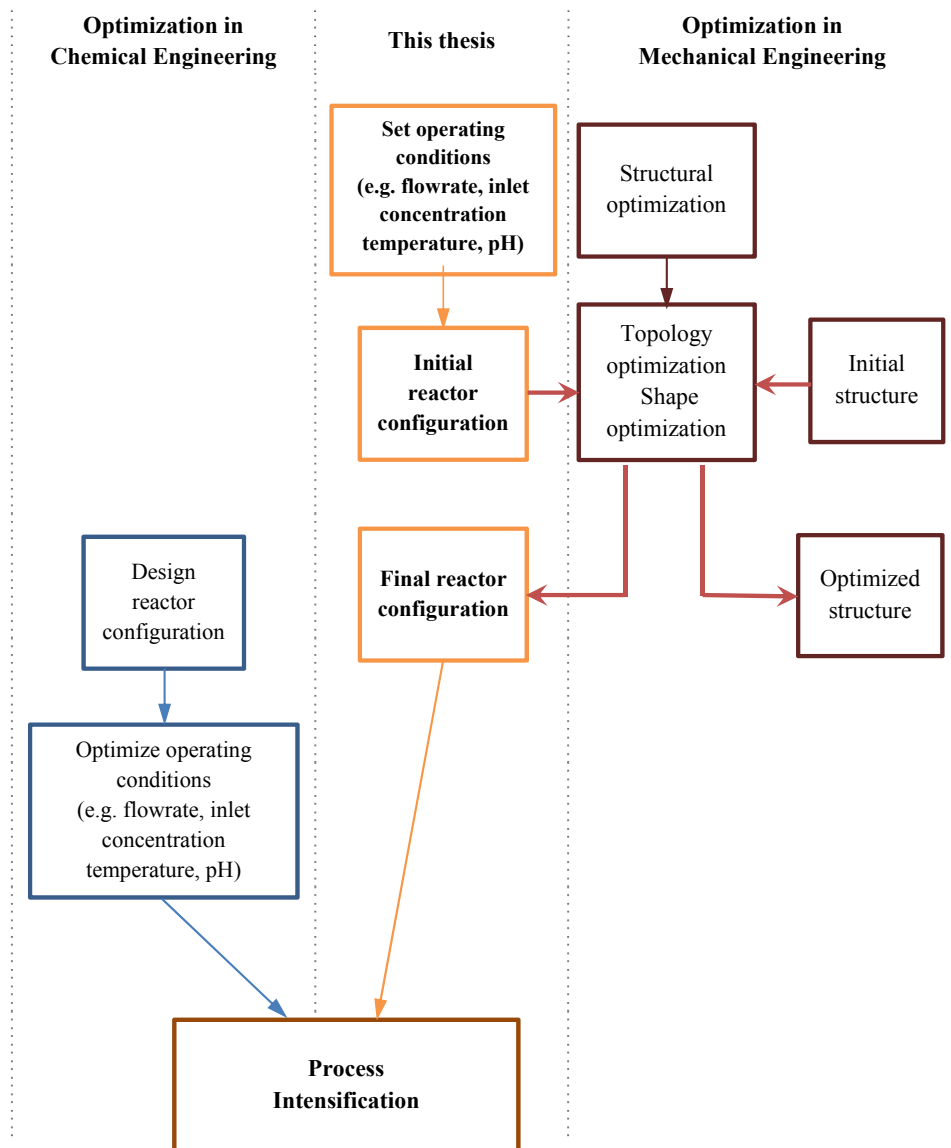 Optimization in
Chemical Engineering
This thesis
Optimization in
Mechanical Engineering
Set operating
conditions
(e.g. flowrate, inlet
concentration
temperature, pH)
Structural
optimization
Initial
reactor
configuration
Topology
optimization
Shape
optimization
Initial
structure
Design
reactor
configuration
Final reactor
configuration
Optimized
structure
Optimize operating
conditions
(e.g. flowrate, inlet
concentration
temperature, pH)
Process
Intensification